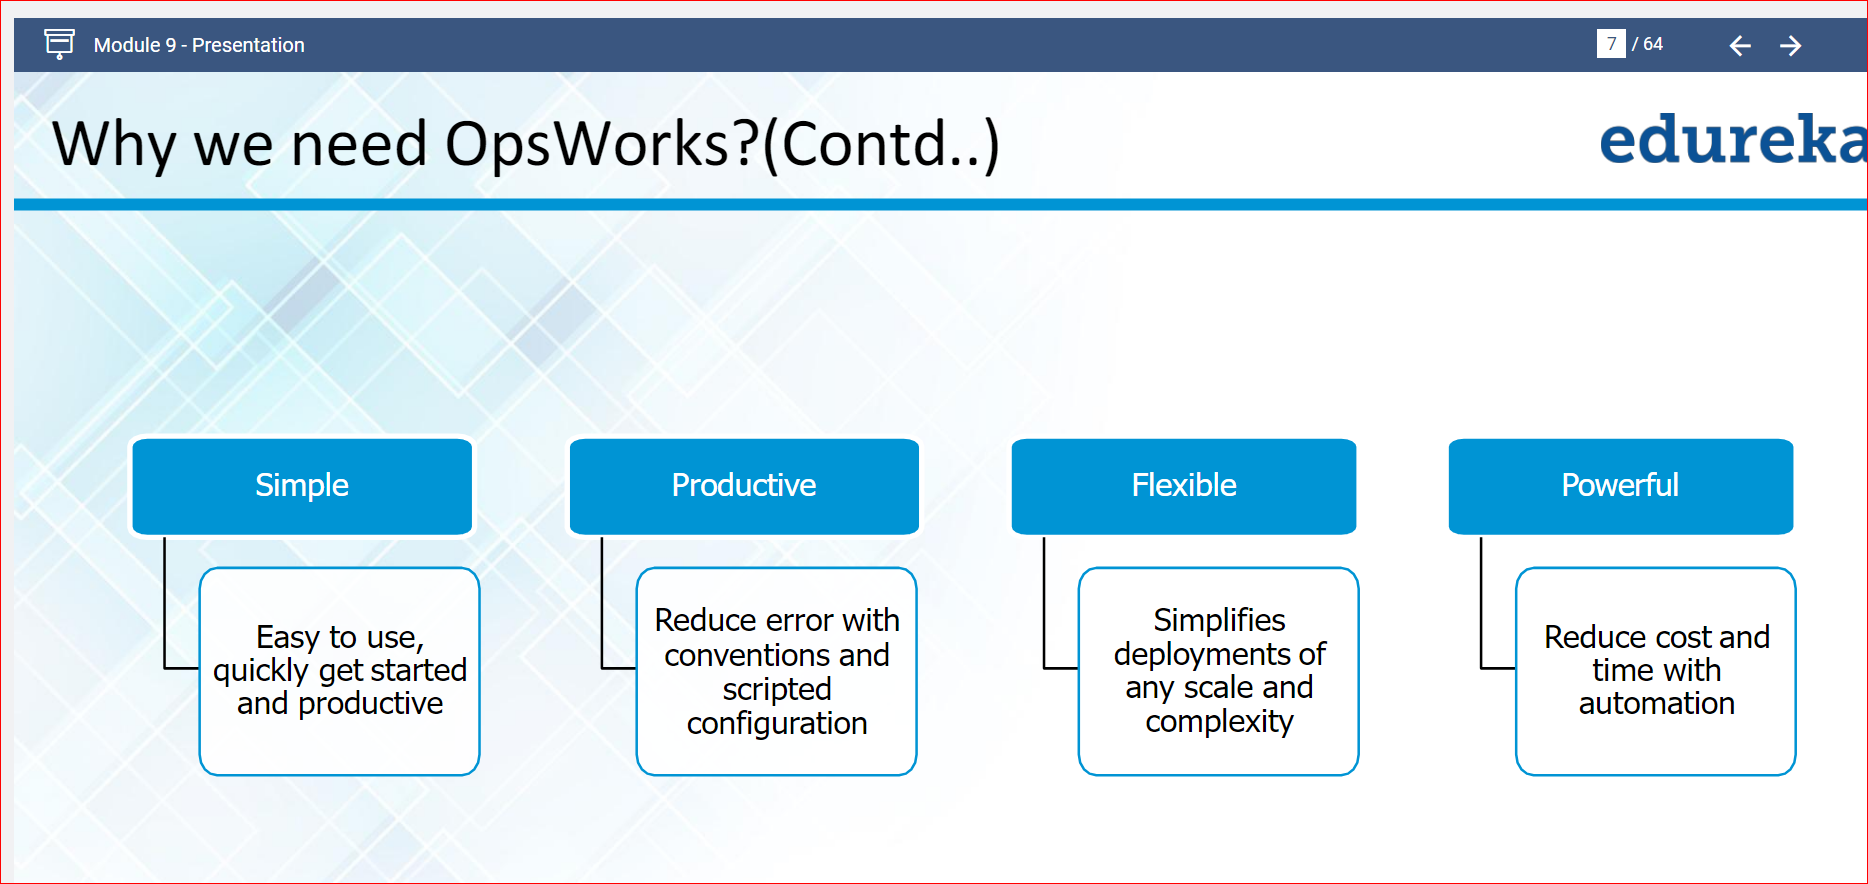 Module 9 - Presentation
7 / 64
Why we need OpsWorks?(Contd..)
edureka
Simple
Productive
Flexible
Powerful
Easy to use,
quickly get started
and productive
Reduce error with
conventions and
scripted
configuration
Simplifies
deployments of
any scale and
complexity
Reduce cost and
time with
automation